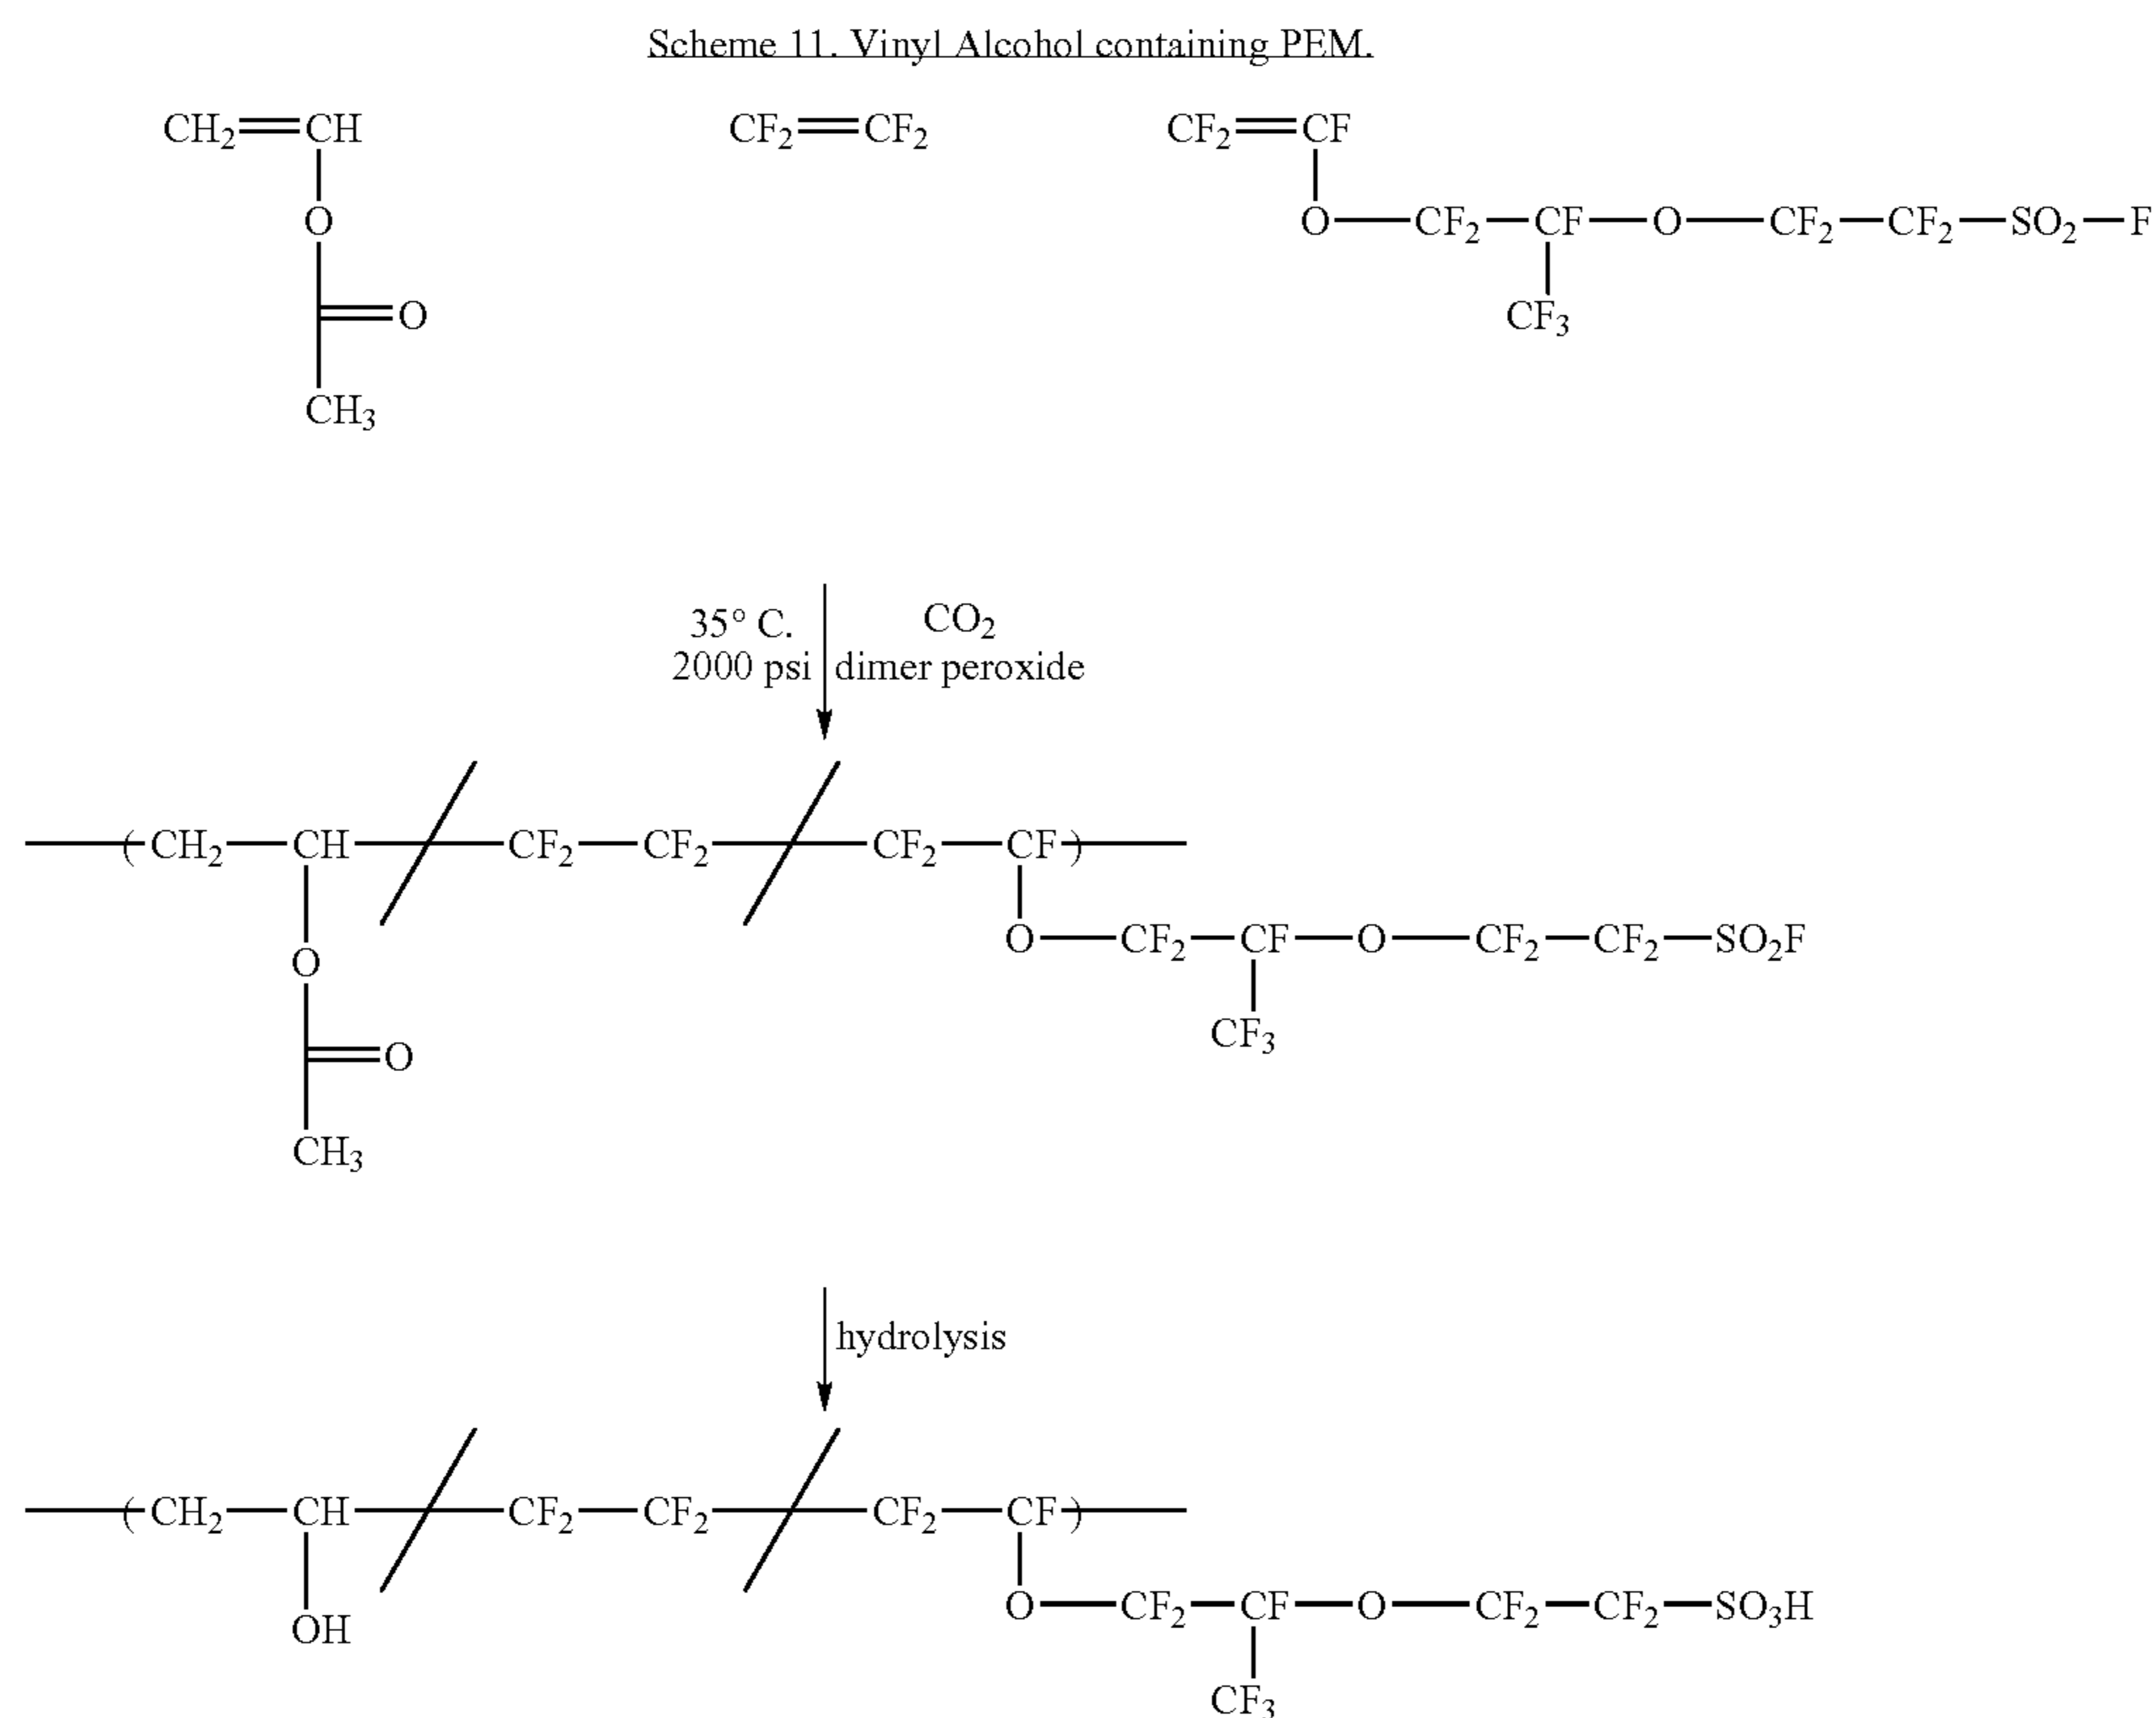 Scheme 11. Vinyl Alcohol containing PEM.
CH2 CH CF2 CF2 CF2 CF
O O CF2 CF O CF2 CF2 SO2 F
O CF3
CH3
35° C. CO2
2000 psi dimer peroxide
( CH2 CH CF2 CF2 CF2 CF )
O CF2 CF O CF2 CF2 SO2F
O
CF3
O
CH3
hydrolysis
( CH2 CH CF2 CF2 CF2 CF )
O CF2 CF O CF2 CF2 SO3H
OH
CF3